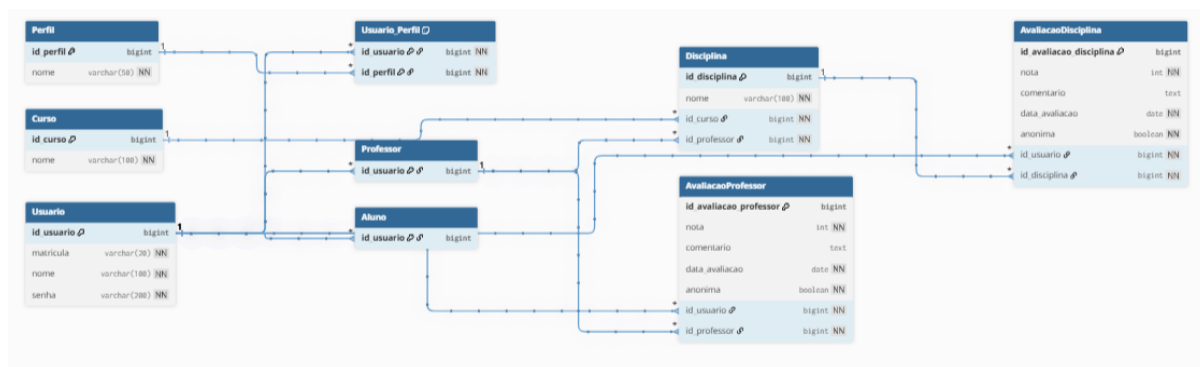 Perfil
id_perfil bigint
nome varchar(50) NN
Curso
id_curso bigint
nome varchar(100) NN
Usuario
id_usuario bigint
matricula varchar(20) NN
nome varchar(100) NN
senha varchar(200) NN
Usuario_Perfil
id_usuario bigint NN
id_perfil bigint NN
Professor
id_usuario bigint
Aluno
id_usuario bigint
Disciplina
id_disciplina bigint
nome varchar(100) NN
id_curso bigint NN
id_professor bigint NN
AvaliacaoProfessor
id_avaliacao_professor bigint
nota int NN
comentario text
data_avaliacao date NN
anonima boolean NN
id_usuario bigint NN
id_professor bigint NN
AvaliacaoDisciplina
id_avaliacao_disciplina bigint
nota int NN
comentario text
data_avaliacao date NN
anonima boolean NN
id_usuario bigint NN
id_disciplina bigint NN
1
1
1
1
1
*
*
*
*
*
*
*
*
*